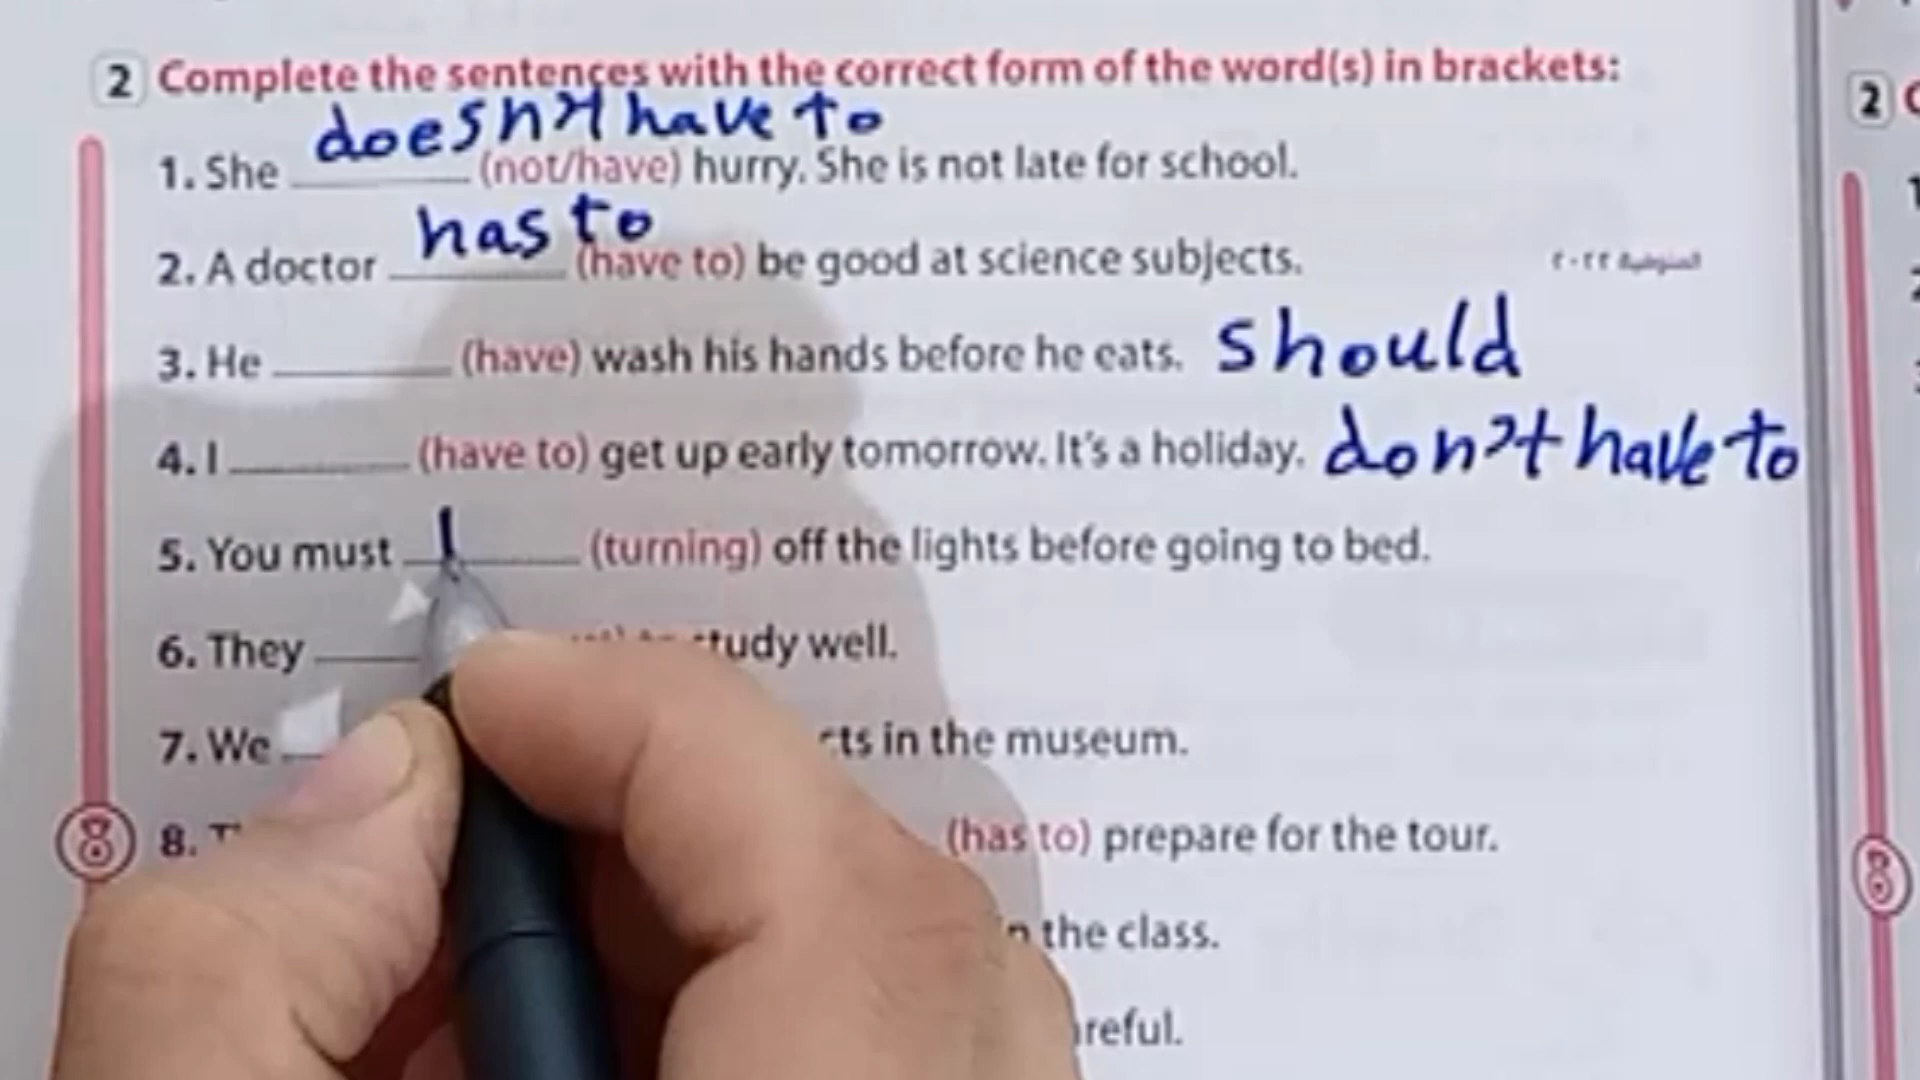 2 Complete the sentences with the correct form of the word(s) in brackets:
doesn't have to
1. She ________ (not/have) hurry. She is not late for school.
has to
2. A doctor ________ (have to) be good at science subjects. المنوفية ٢٠٢٢
3. He ________ (have) wash his hands before he eats. should
4. I ________ (have to) get up early tomorrow. It's a holiday. don't have to
5. You must ________ (turning) off the lights before going to bed.
6. They ________ study well.
7. We in the museum.
8. (has to) prepare for the tour.
the class.
2